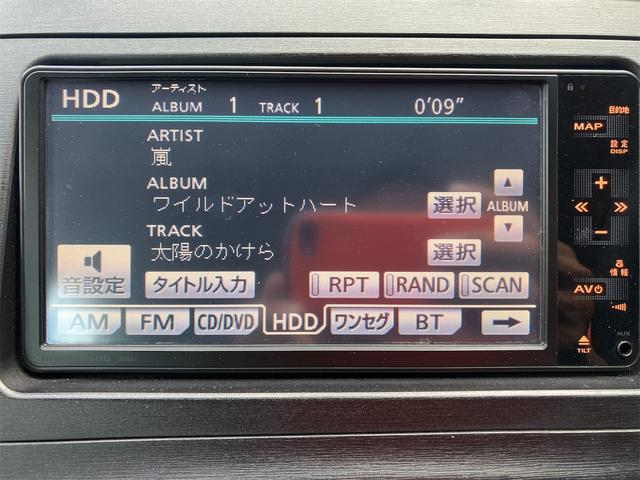 HDD アーティスト
ALBUM 1 TRACK 1 0'09"
ARTIST
嵐
ALBUM
ワイルドアットハート 選択 ALBUM
TRACK
太陽のかけら 選択
音設定 タイトル入力 RPT RAND SCAN
AM FM CD/DVD HDD ワンセグ BT
目的地
MAP
設定
DISP
情報
AV
AUX
TILT